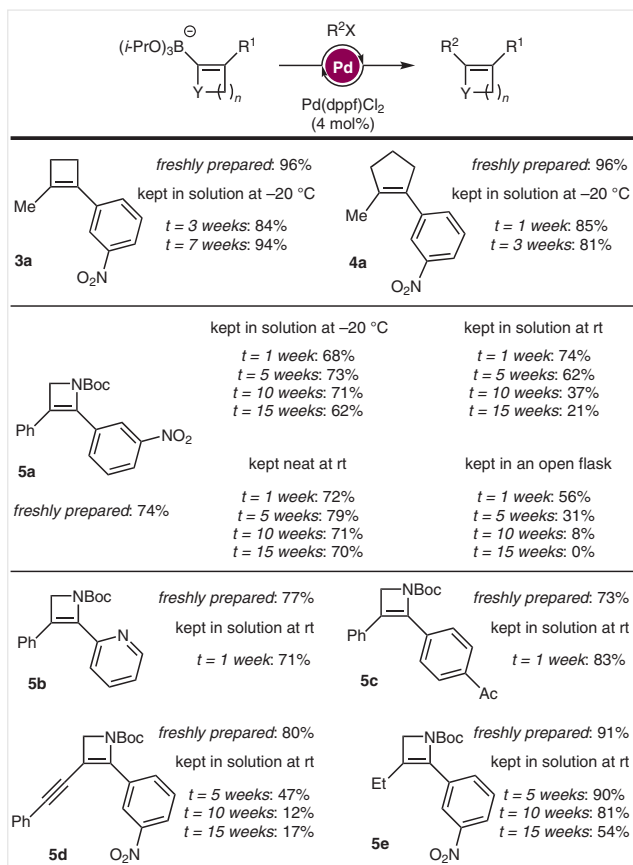 (i-PrO)₃B⊖ R¹ R²X R² R¹
Pd
Y ( )n Y ( )n
Pd(dppf)Cl₂
(4 mol%)
freshly prepared: 96%
kept in solution at –20 °C
t = 3 weeks: 84%
t = 7 weeks: 94%
Me
NO₂
3a
freshly prepared: 96%
kept in solution at –20 °C
t = 1 week: 85%
t = 3 weeks: 81%
Me
O₂N
4a
kept in solution at –20 °C
t = 1 week: 68%
t = 5 weeks: 73%
t = 10 weeks: 71%
t = 15 weeks: 62%
kept in solution at rt
t = 1 week: 74%
t = 5 weeks: 62%
t = 10 weeks: 37%
t = 15 weeks: 21%
NBoc
Ph
NO₂
5a
freshly prepared: 74%
kept neat at rt
t = 1 week: 72%
t = 5 weeks: 79%
t = 10 weeks: 71%
t = 15 weeks: 70%
kept in an open flask
t = 1 week: 56%
t = 5 weeks: 31%
t = 10 weeks: 8%
t = 15 weeks: 0%
NBoc
Ph
N
5b
freshly prepared: 77%
kept in solution at rt
t = 1 week: 71%
NBoc
Ph
Ac
5c
freshly prepared: 73%
kept in solution at rt
t = 1 week: 83%
NBoc
Ph
O₂N
5d
freshly prepared: 80%
kept in solution at rt
t = 5 weeks: 47%
t = 10 weeks: 12%
t = 15 weeks: 17%
NBoc
Et
O₂N
5e
freshly prepared: 91%
kept in solution at rt
t = 5 weeks: 90%
t = 10 weeks: 81%
t = 15 weeks: 54%